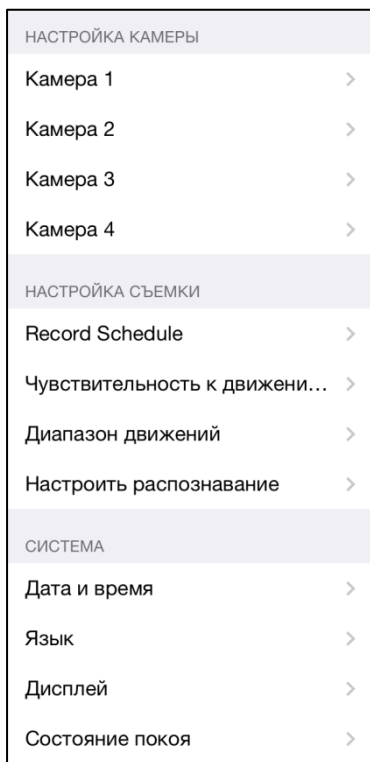 НАСТРОЙКА КАМЕРЫ
Камера 1
Камера 2
Камера 3
Камера 4
НАСТРОЙКА СЪЕМКИ
Record Schedule
Чувствительность к движени...
Диапазон движений
Настроить распознавание
СИСТЕМА
Дата и время
Язык
Дисплей
Состояние покоя